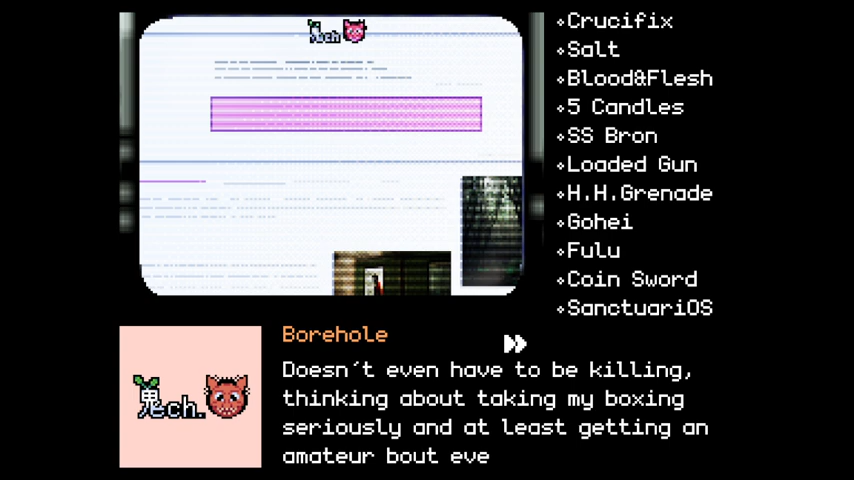 鬼ech.
◇Crucifix
◇Salt
◇Blood&Flesh
◇5 Candles
◇SS Bron
◇Loaded Gun
◇H.H.Grenade
◇Gohei
◇Fulu
◇Coin Sword
◇SanctuariOS
鬼ech.
Borehole
Doesn´t even have to be killing,
thinking about taking my boxing
seriously and at least getting an
amateur bout eve